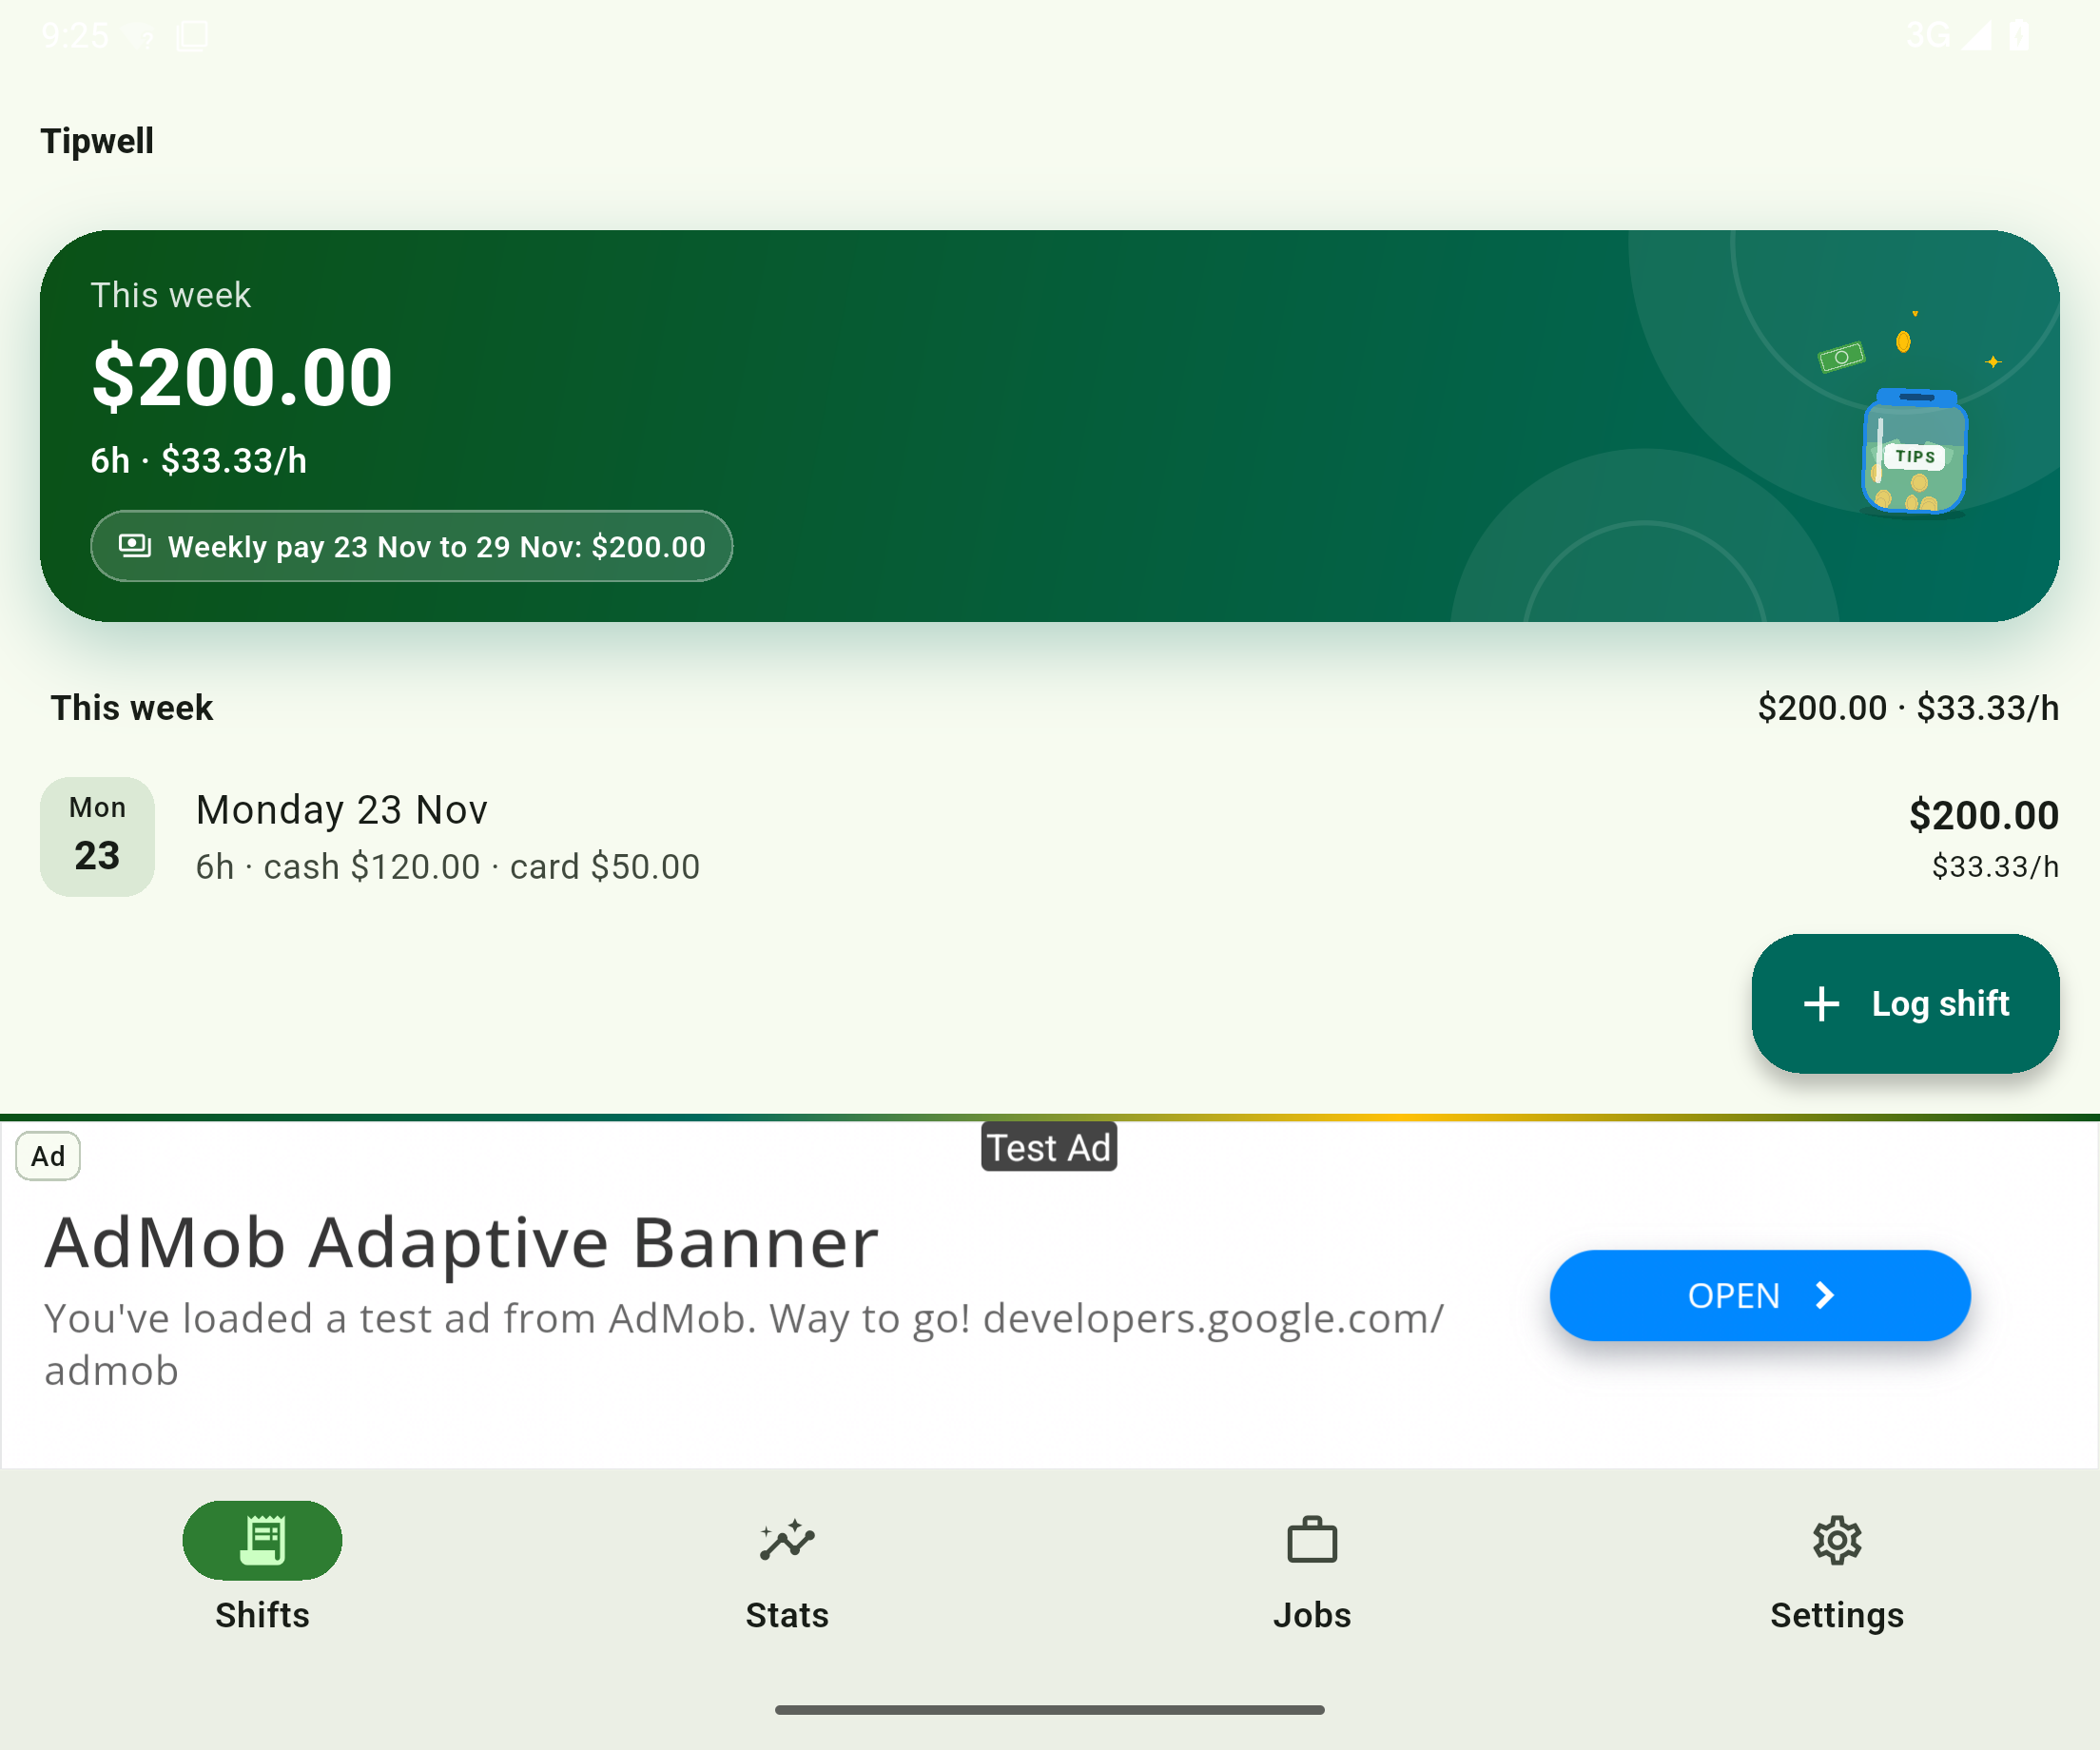 9:25
3G
Tipwell
This week
$200.00
6h · $33.33/h
Weekly pay 23 Nov to 29 Nov: $200.00
TIPS
This week
$200.00 · $33.33/h
Mon
23
Monday 23 Nov
6h · cash $120.00 · card $50.00
$200.00
$33.33/h
Log shift
Ad
Test Ad
AdMob Adaptive Banner
You've loaded a test ad from AdMob. Way to go! developers.google.com/
admob
OPEN
Shifts
Stats
Jobs
Settings